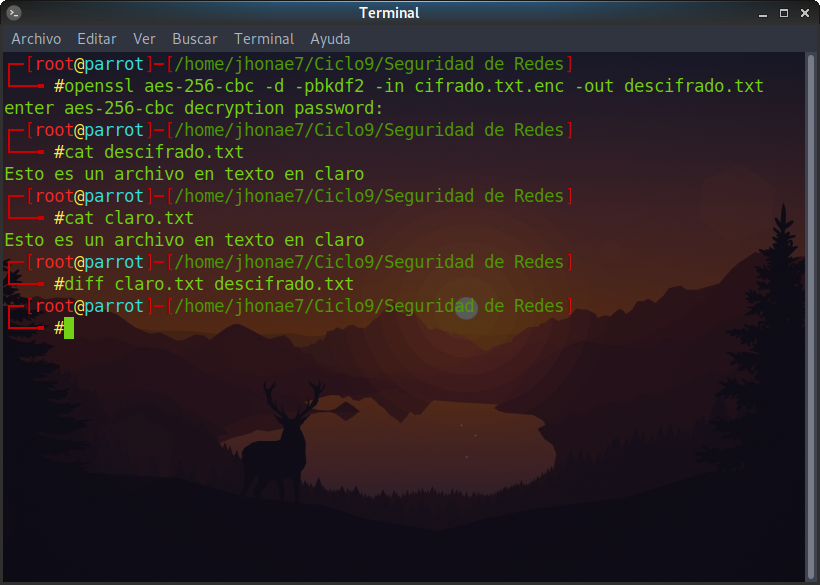 Terminal
Archivo Editar Ver Buscar Terminal Ayuda
┌─[root@parrot]─[/home/jhonae7/Ciclo9/Seguridad de Redes]
└──╼ #openssl aes-256-cbc -d -pbkdf2 -in cifrado.txt.enc -out descifrado.txt
enter aes-256-cbc decryption password:
┌─[root@parrot]─[/home/jhonae7/Ciclo9/Seguridad de Redes]
└──╼ #cat descifrado.txt
Esto es un archivo en texto en claro
┌─[root@parrot]─[/home/jhonae7/Ciclo9/Seguridad de Redes]
└──╼ #cat claro.txt
Esto es un archivo en texto en claro
┌─[root@parrot]─[/home/jhonae7/Ciclo9/Seguridad de Redes]
└──╼ #diff claro.txt descifrado.txt
┌─[root@parrot]─[/home/jhonae7/Ciclo9/Seguridad de Redes]
└──╼ #